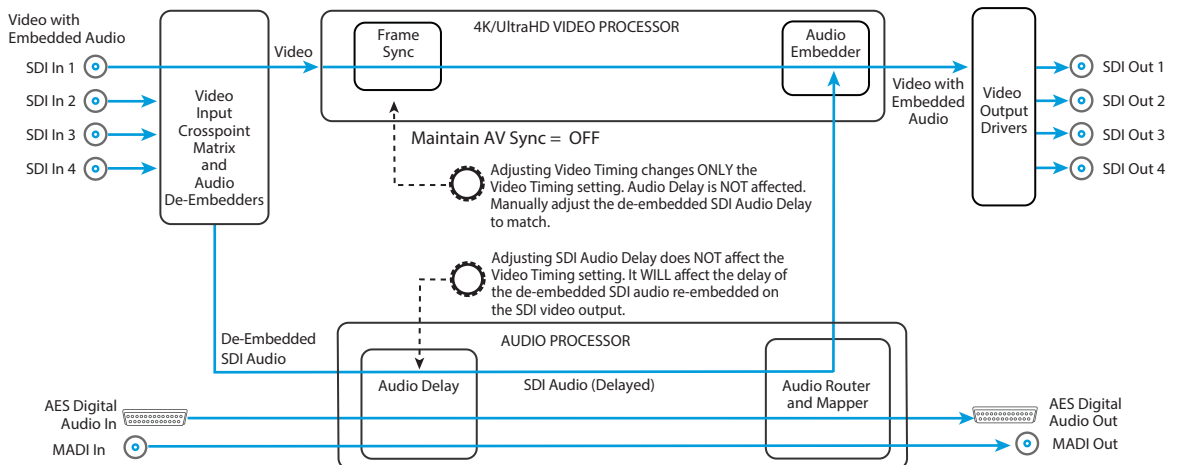 Video with
Embedded Audio
SDI In 1
SDI In 2
SDI In 3
SDI In 4
Video
Input
Crosspoint
Matrix
and
Audio
De-Embedders
Video
4K/UltraHD VIDEO PROCESSOR
Frame
Sync
Audio
Embedder
Video with
Embedded
Audio
Video
Output
Drivers
SDI Out 1
SDI Out 2
SDI Out 3
SDI Out 4
Maintain AV Sync = OFF
Adjusting Video Timing changes ONLY the
Video Timing setting. Audio Delay is NOT affected.
Manually adjust the de-embedded SDI Audio Delay
to match.
Adjusting SDI Audio Delay does NOT affect the
Video Timing setting. It WILL affect the delay of
the de-embedded SDI audio re-embedded on
the SDI video output.
De-Embedded
SDI Audio
AUDIO PROCESSOR
Audio Delay
SDI Audio (Delayed)
Audio Router
and Mapper
AES Digital
Audio In
MADI In
AES Digital
Audio Out
MADI Out